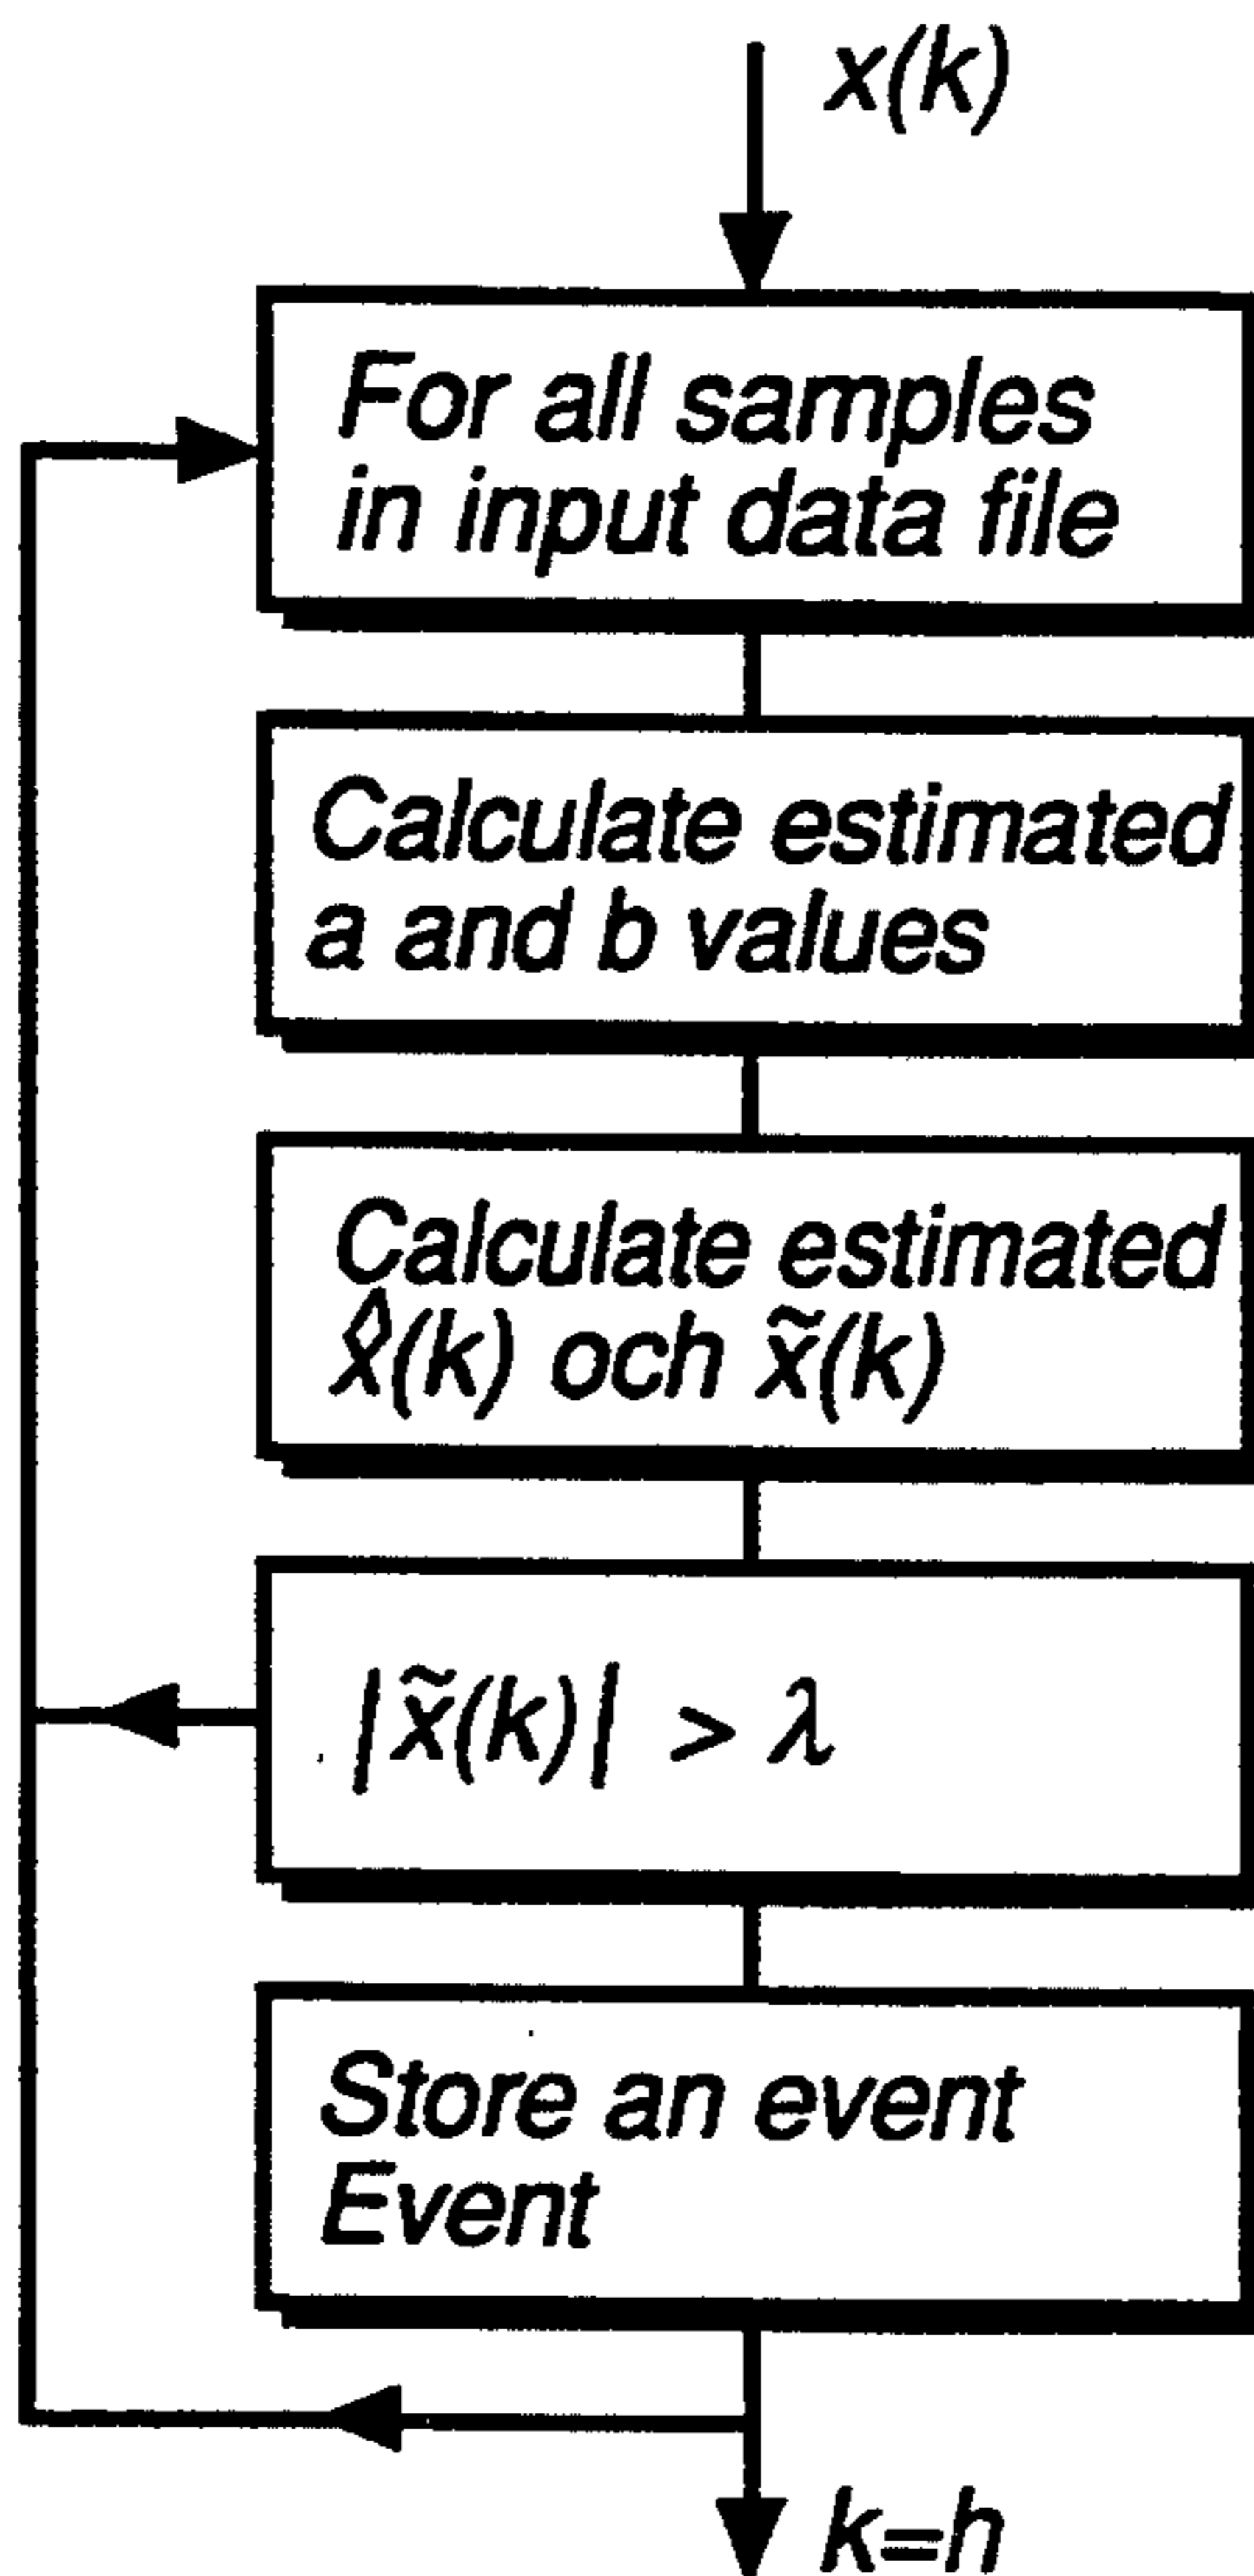 x(k)
For all samples
in input data file
Calculate estimated
a and b values
Calculate estimated
x̂(k) och x̃(k)
|x̃(k)| > λ
Store an event
Event
k=h